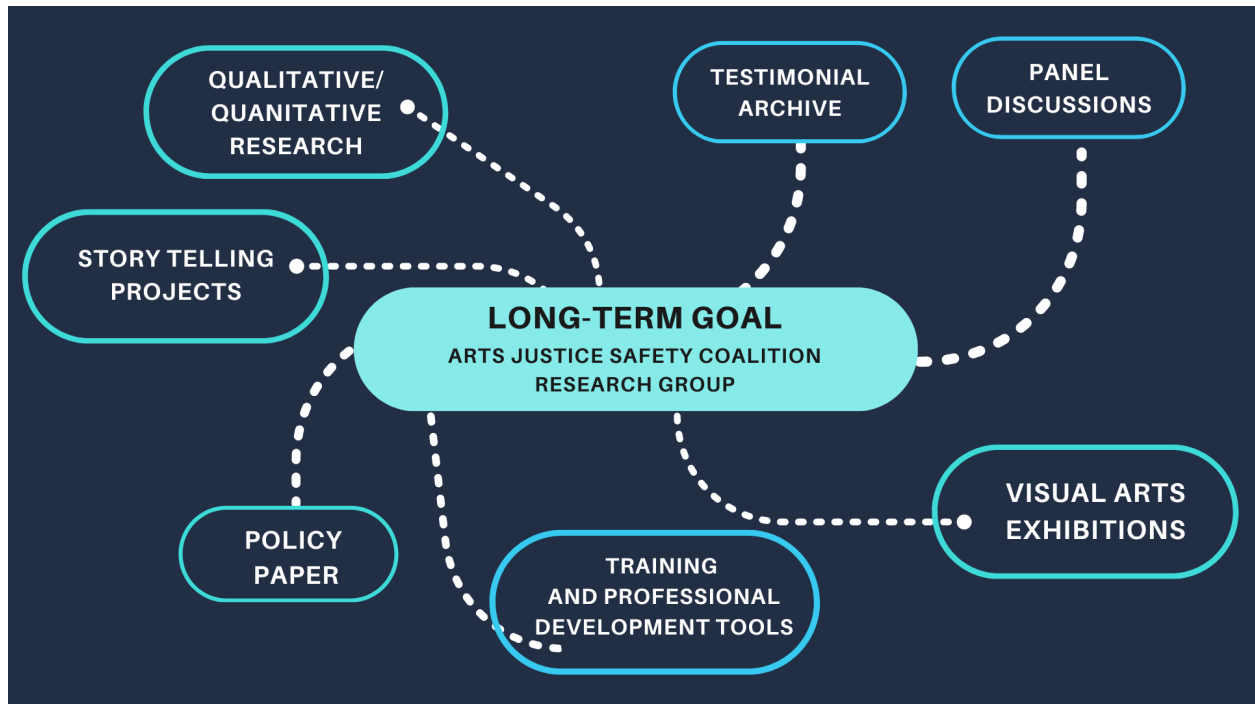 QUALITATIVE/
QUANITATIVE
RESEARCH
TESTIMONIAL
ARCHIVE
PANEL
DISCUSSIONS
STORY TELLING
PROJECTS
LONG-TERM GOAL
ARTS JUSTICE SAFETY COALITION
RESEARCH GROUP
POLICY
PAPER
TRAINING
AND PROFESSIONAL
DEVELOPMENT TOOLS
VISUAL ARTS
EXHIBITIONS